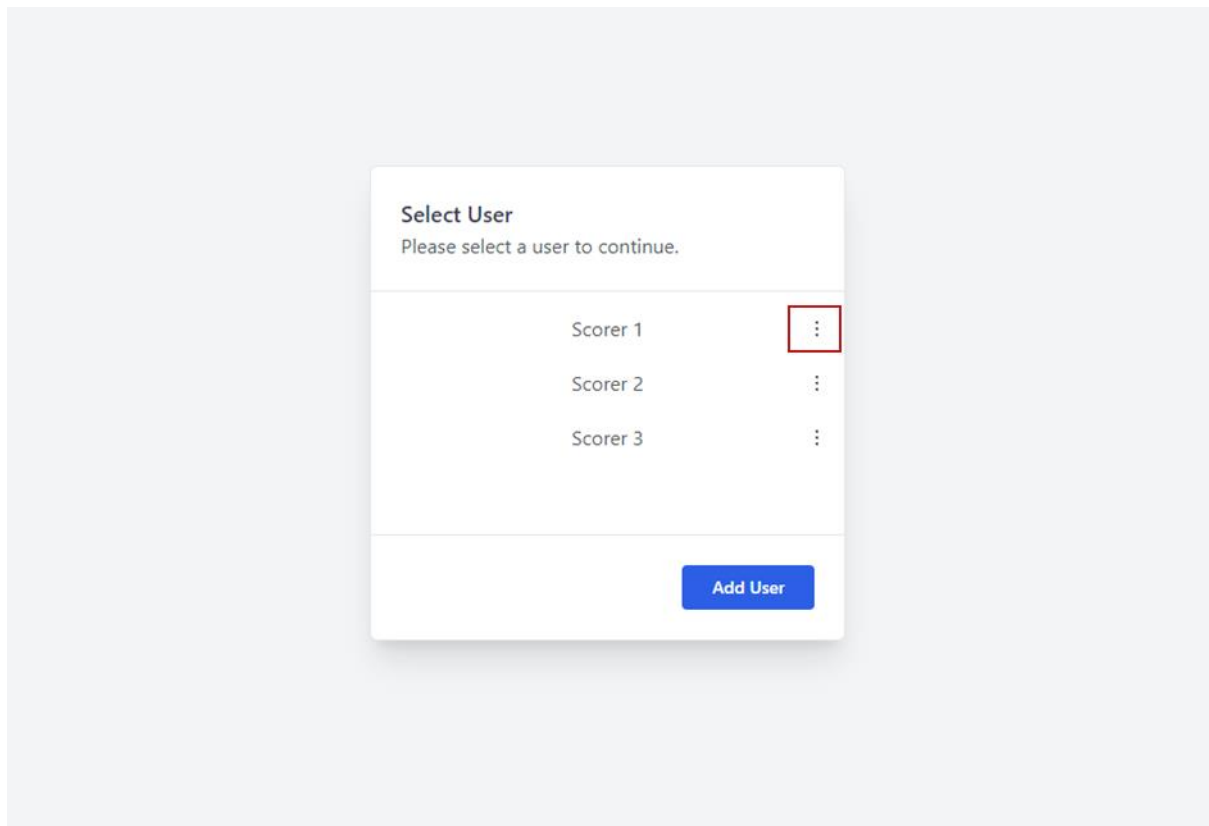 Select User
Please select a user to continue.
Scorer 1
Scorer 2
Scorer 3
Add User